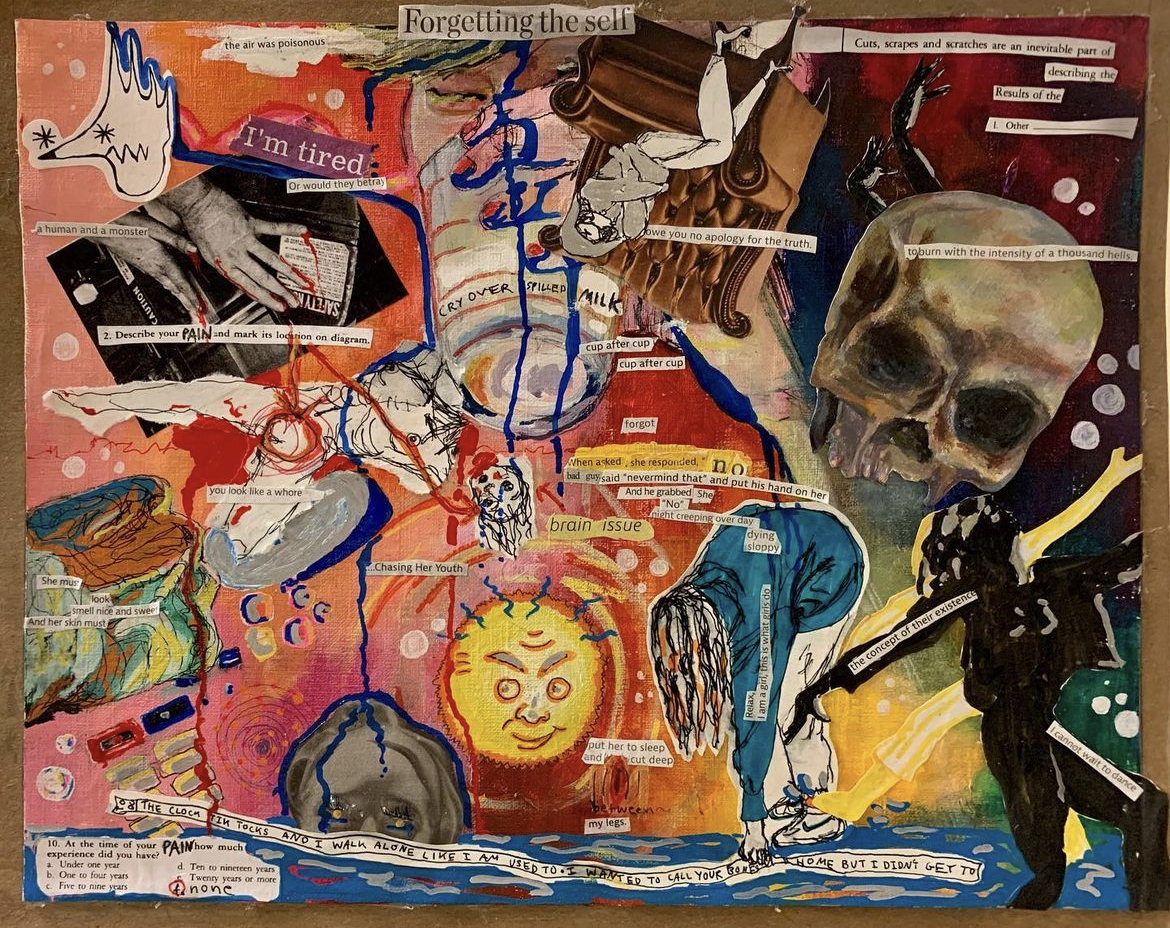 Forgetting the self
the air was poisonous
Cuts, scrapes and scratches are an inevitable part of
describing the
Results of the
1. Other
I'm tired
Or would they betray
a human and a monster
owe you no apology for the truth.
to burn with the intensity of a thousand hells.
CAUTION
SAFETY
CRY OVER SPILLED MILK
2. Describe your PAIN and mark its location on diagram.
cup after cup
cup after cup
forgot
When asked, she responded, "no
bad guy said "nevermind that" and put his hand on her
And he grabbed She
"No"
night creeping over day
brain issue
dying
sloppy
you look like a whore
...Chasing Her Youth
She mus
look
smell nice and sweet
And her skin must
Relax,
I am a girl, this is what girls do
the concept of their existence
I cannot wait to dance
put her to sleep
and cut deep
between
my legs.
THE CLOCK TIK TOCKS AND I WALK ALONE LIKE I AM USED TO. I WANTED TO CALL YOUR BONES HOME BUT I DIDN'T GET TO
10. At the time of your PAIN how much
experience did you have?
a. Under one year
b. One to four years
c. Five to nine years
d. Ten to nineteen years
e. Twenty years or more
f. none